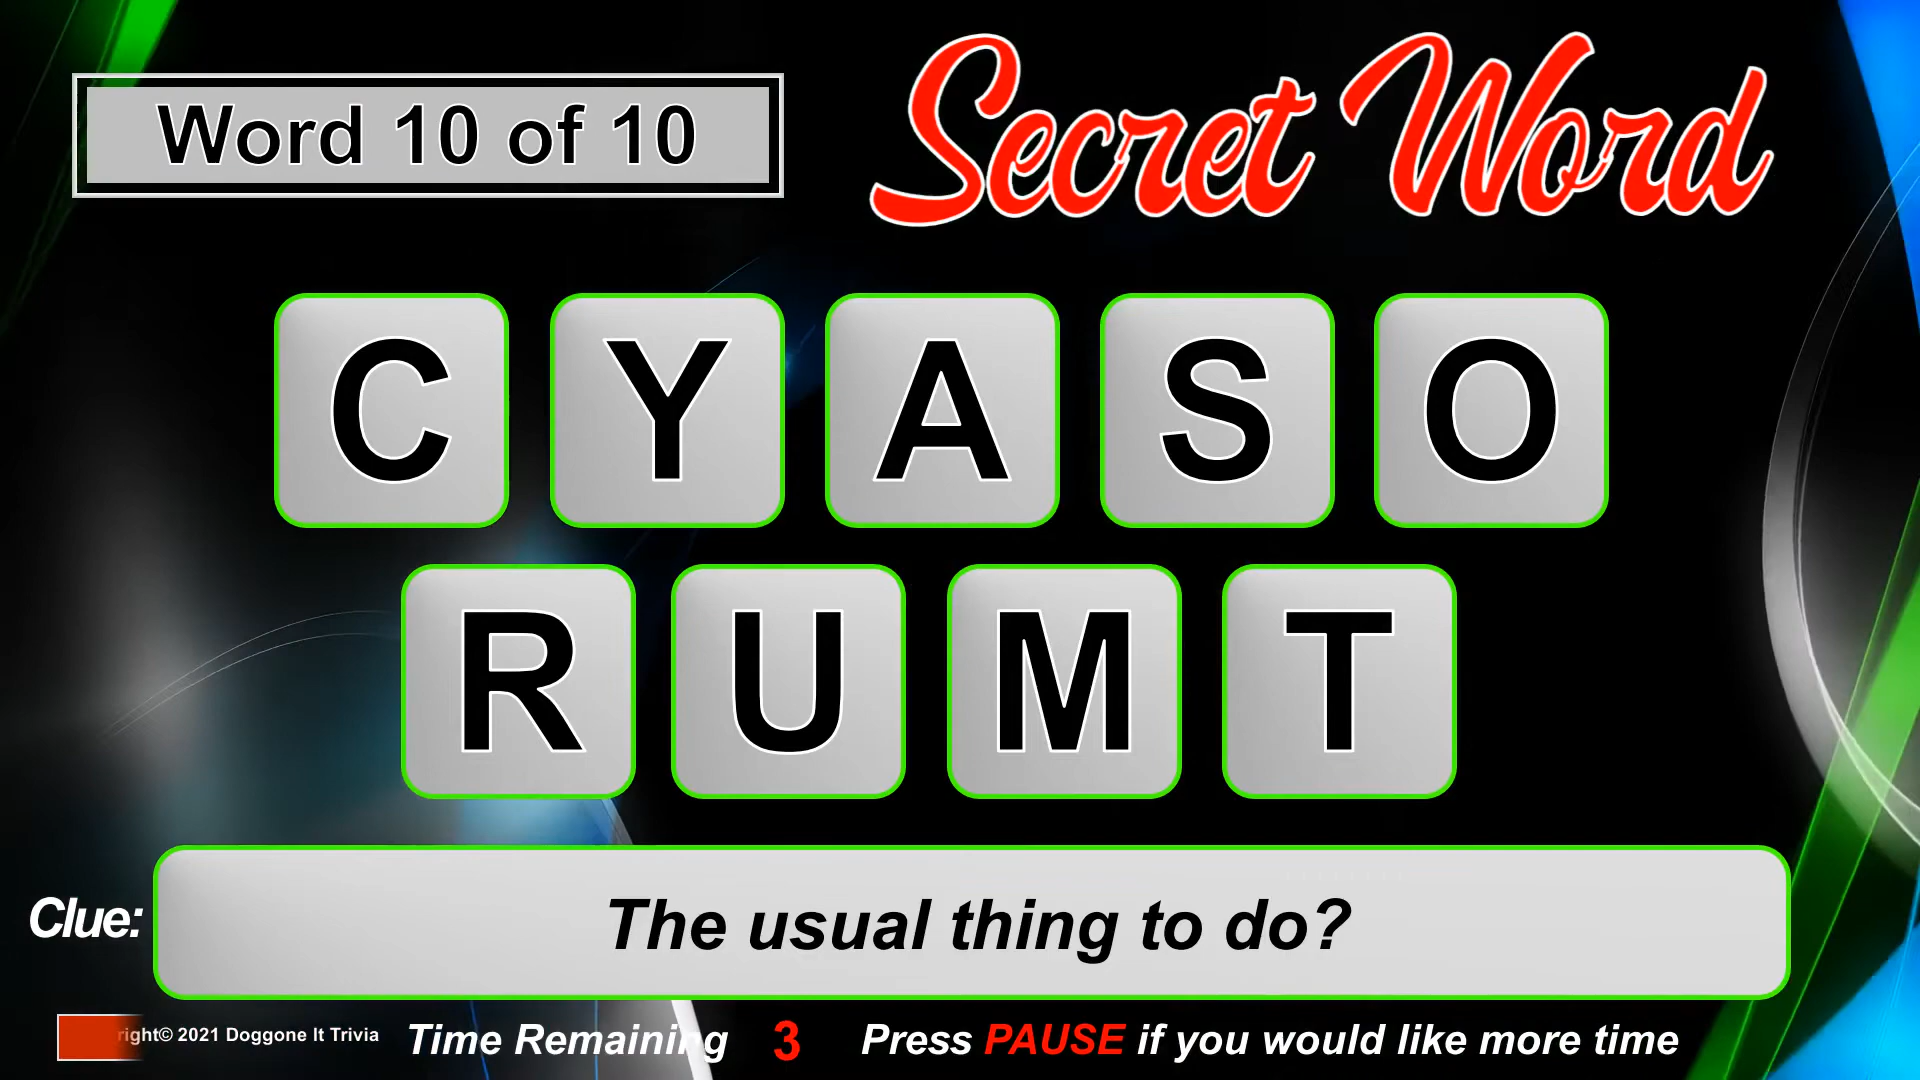 Word 10 of 10
Secret Word
C Y A S O
R U M T
Clue: The usual thing to do?
right© 2021 Doggone It Trivia
Time Remaining 3 Press PAUSE if you would like more time